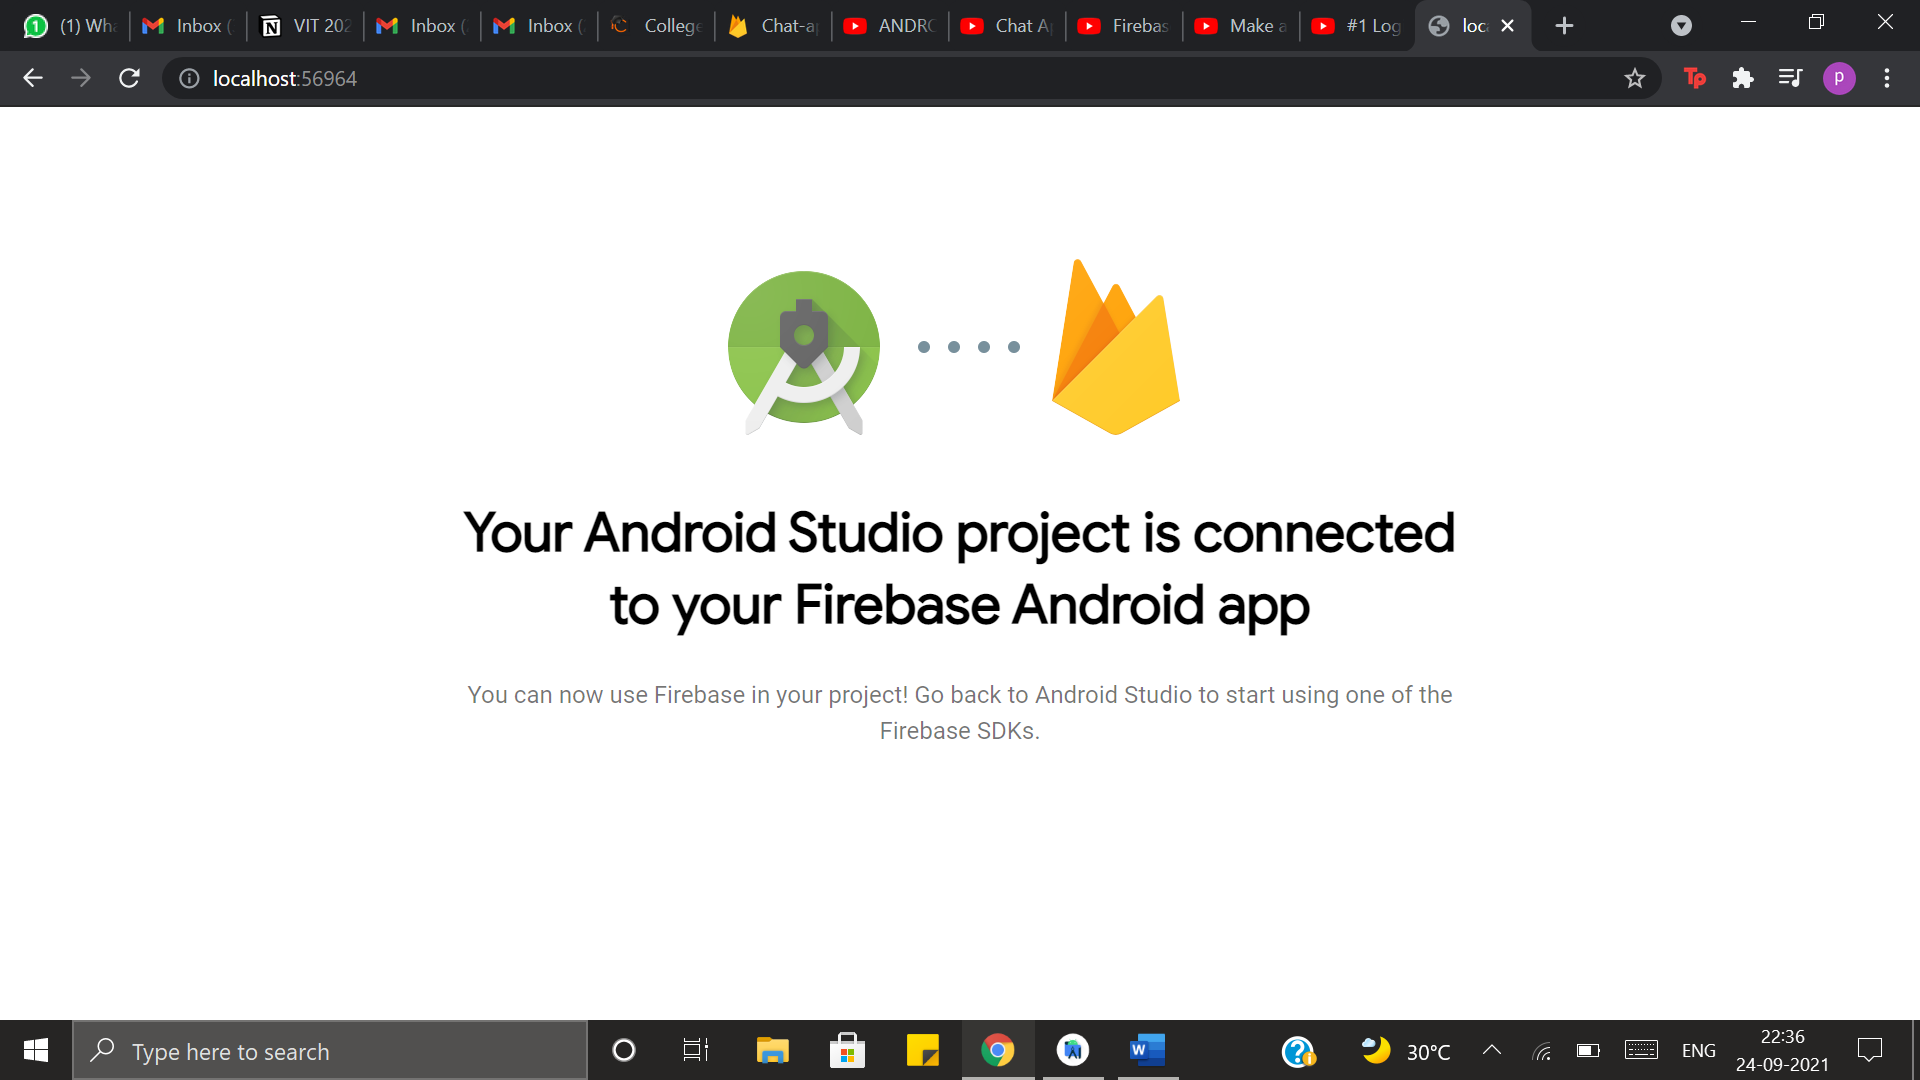 1 (1) Wha Inbox ( VIT 202 Inbox ( Inbox ( College Chat-a ANDRO Chat A Firebas Make a #1 Log loc
localhost:56964 Tp p
Your Android Studio project is connected
to your Firebase Android app
You can now use Firebase in your project! Go back to Android Studio to start using one of the
Firebase SDKs.
Type here to search W 30°C ENG 22:36
24-09-2021